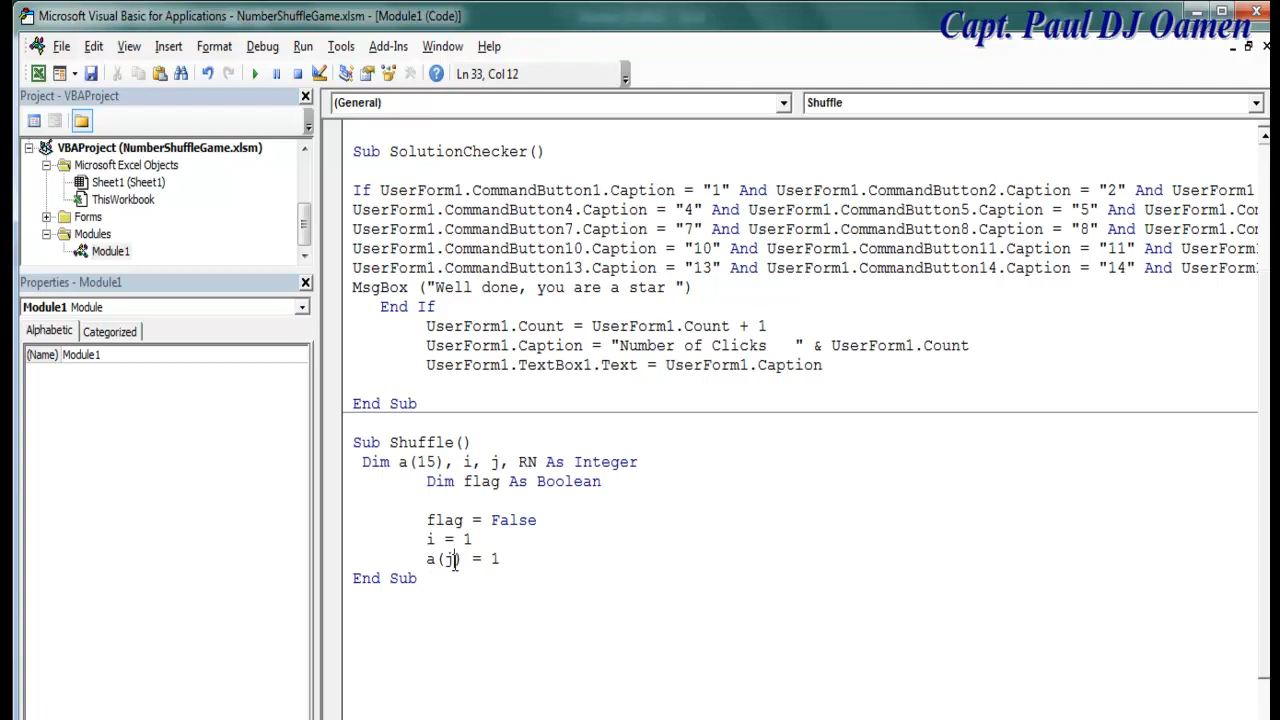 Microsoft Visual Basic for Applications - NumberShuffleGame.xlsm - [Module1 (Code)]
Capt. Paul DJ Oamen
File Edit View Insert Format Debug Run Tools Add-Ins Window Help
Ln 33, Col 12
Project - VBAProject
(General)
Shuffle
VBAProject (NumberShuffleGame.xlsm)
Microsoft Excel Objects
Sheet1 (Sheet1)
ThisWorkbook
Forms
Modules
Module1
Properties - Module1
Module1 Module
Alphabetic Categorized
(Name) Module1
Sub SolutionChecker()
If UserForm1.CommandButton1.Caption = "1" And UserForm1.CommandButton2.Caption = "2" And UserForm1
UserForm1.CommandButton4.Caption = "4" And UserForm1.CommandButton5.Caption = "5" And UserForm1.Co
UserForm1.CommandButton7.Caption = "7" And UserForm1.CommandButton8.Caption = "8" And UserForm1.Co
UserForm1.CommandButton10.Caption = "10" And UserForm1.CommandButton11.Caption = "11" And UserForm
UserForm1.CommandButton13.Caption = "13" And UserForm1.CommandButton14.Caption = "14" And UserForm
MsgBox ("Well done, you are a star ")
End If
UserForm1.Count = UserForm1.Count + 1
UserForm1.Caption = "Number of Clicks   " & UserForm1.Count
UserForm1.TextBox1.Text = UserForm1.Caption
End Sub
Sub Shuffle()
Dim a(15), i, j, RN As Integer
Dim flag As Boolean
flag = False
i = 1
a(j) = 1
End Sub